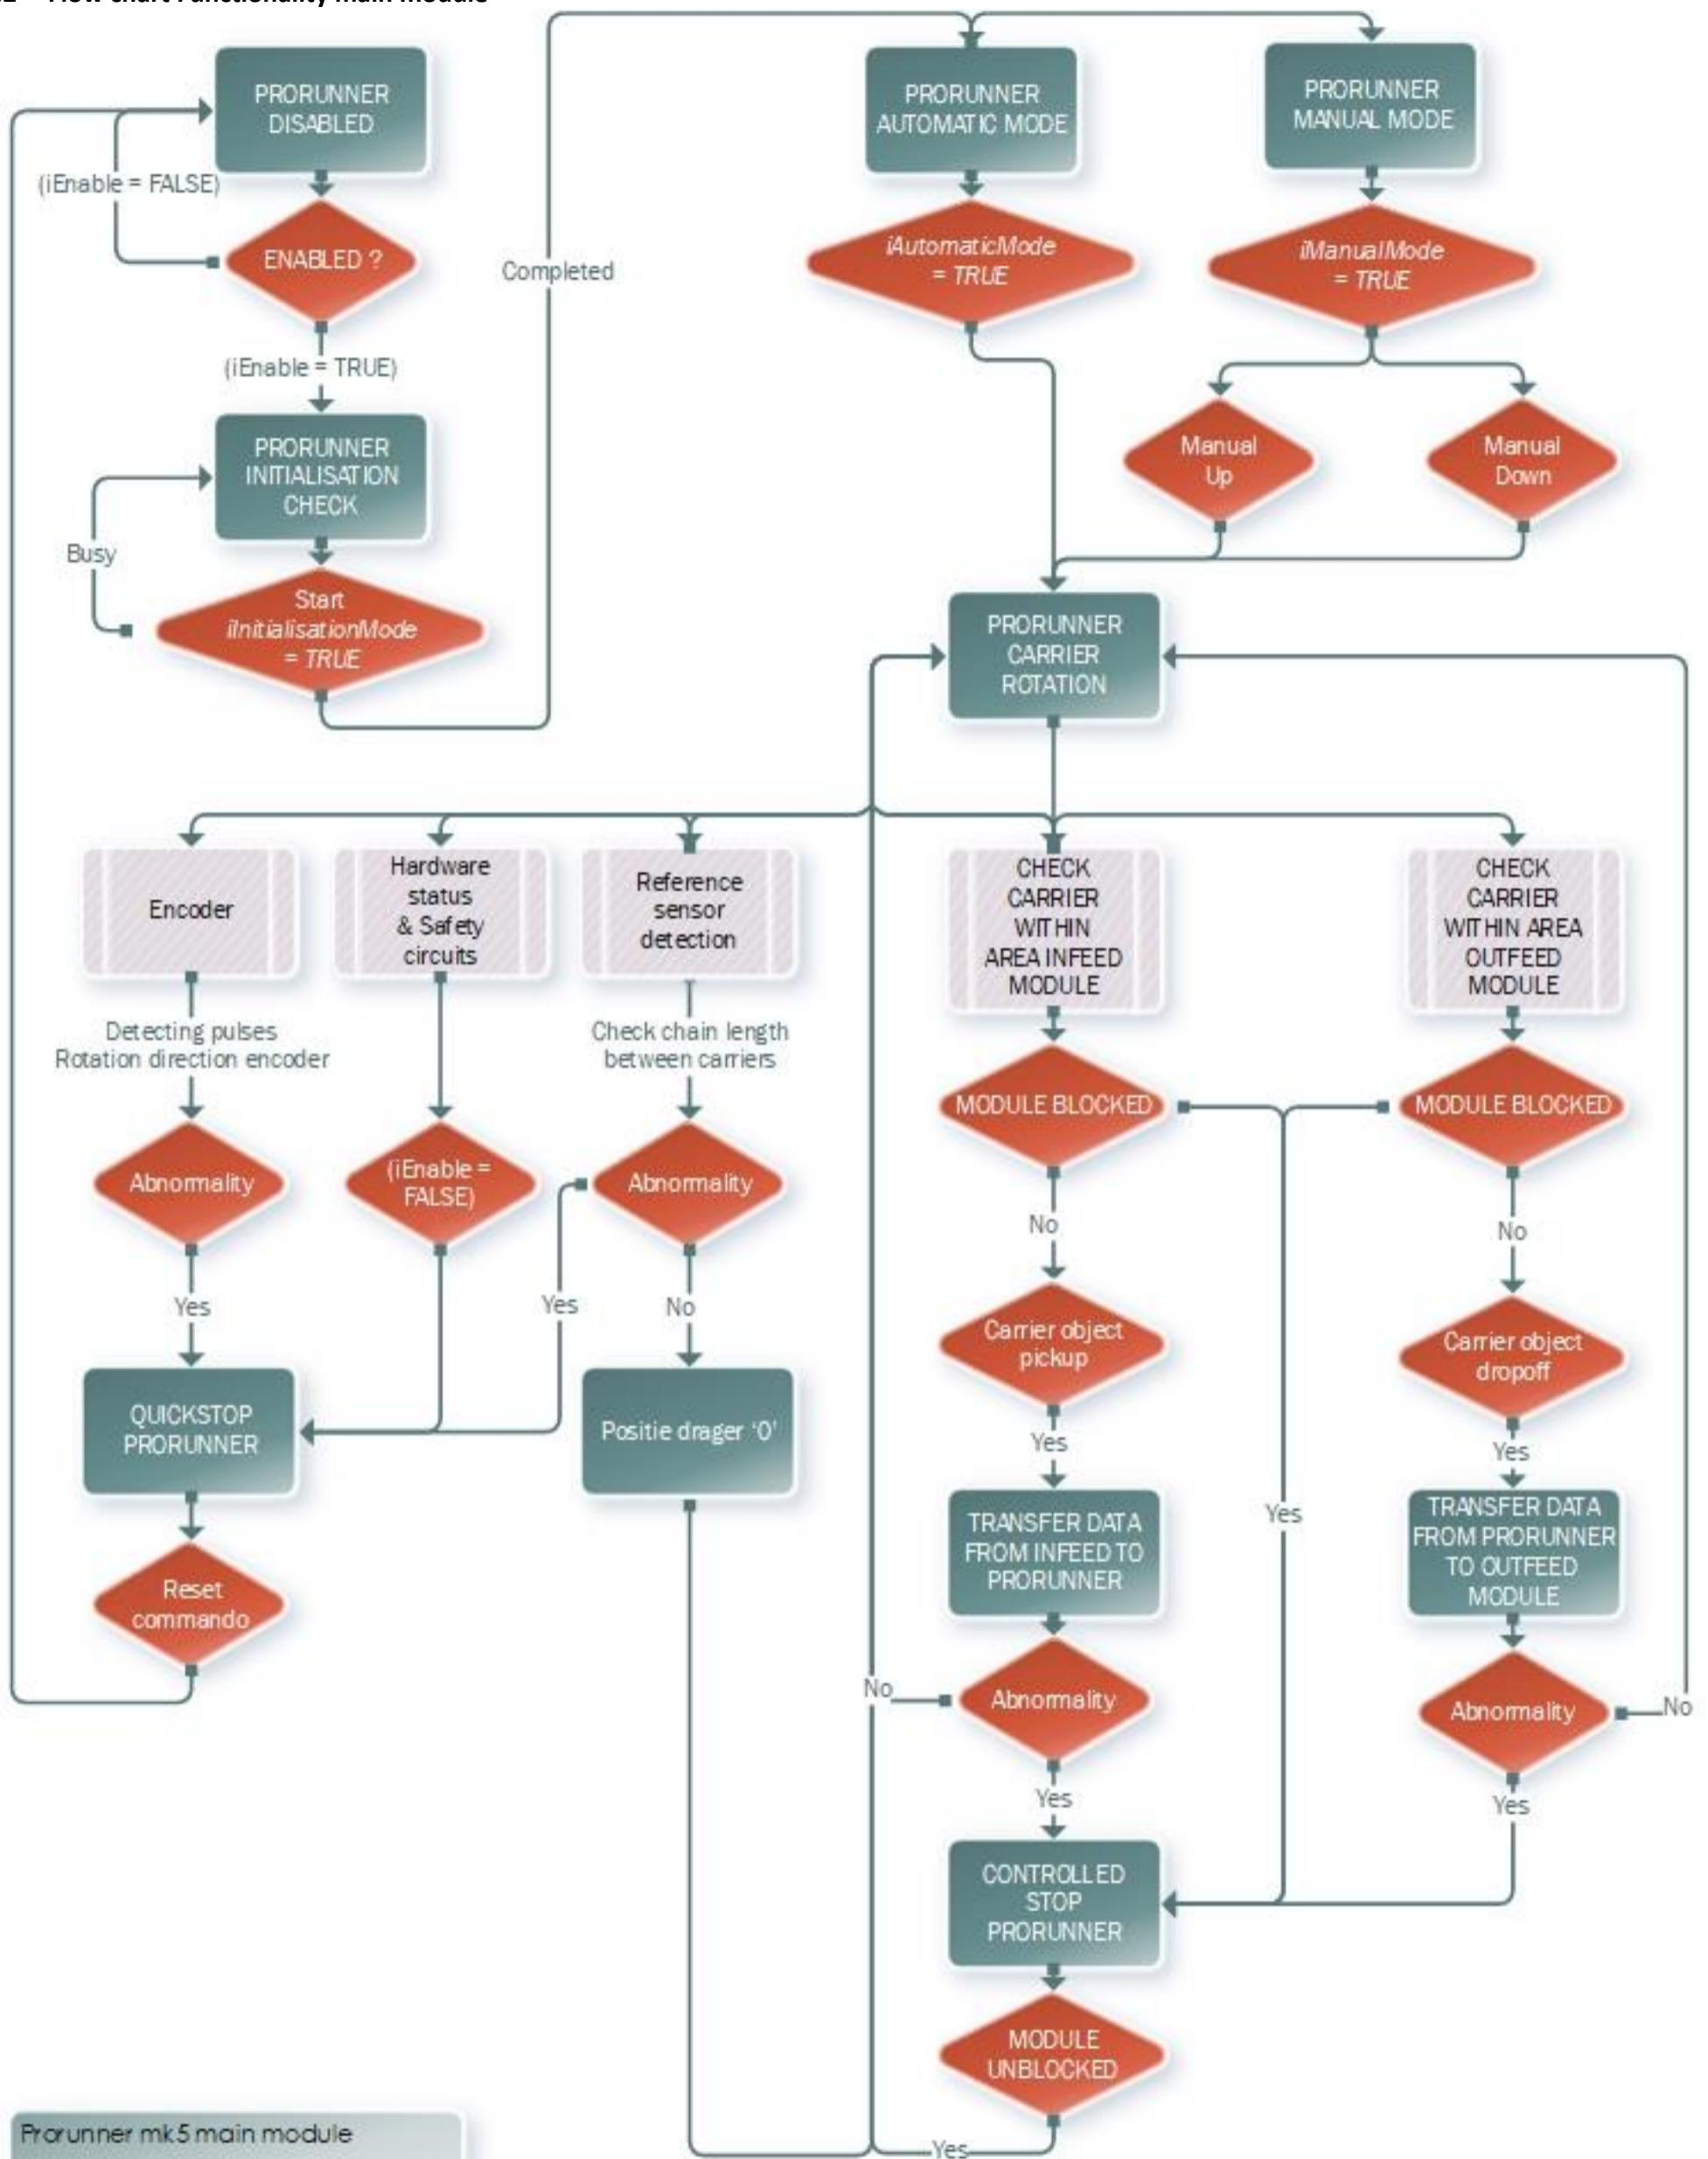 Flow chart Functionality main module
PRORUNNER
DISABLED
(iEnable = FALSE)
ENABLED ?
(iEnable = TRUE)
PRORUNNER
INITIALISATION
CHECK
Busy
Start
iInitialisationMode
= TRUE
Completed
PRORUNNER
AUTOMATIC MODE
iAutomaticMode
= TRUE
PRORUNNER
MANUAL MODE
iManualMode
= TRUE
Manual
Up
Manual
Down
PRORUNNER
CARRIER
ROTATION
Encoder
Detecting pulses
Rotation direction encoder
Abnormality
Yes
QUICKSTOP
PRORUNNER
Reset
commando
Hardware
status
& Safety
circuits
(iEnable =
FALSE)
Reference
sensor
detection
Check chain length
between carriers
Abnormality
Yes
No
Positie drager ‘0’
CHECK
CARRIER
WITHIN
AREA INFEED
MODULE
MODULE BLOCKED
No
Carrier object
pickup
Yes
TRANSFER DATA
FROM INFEED TO
PRORUNNER
No
Abnormality
Yes
CONTROLLED
STOP
PRORUNNER
MODULE
UNBLOCKED
Yes
Yes
CHECK
CARRIER
WITHIN AREA
OUTFEED
MODULE
MODULE BLOCKED
No
Carrier object
dropoff
Yes
TRANSFER DATA
FROM PRORUNNER
TO OUTFEED
MODULE
Abnormality
No
Yes
Prorunner mk5 main module